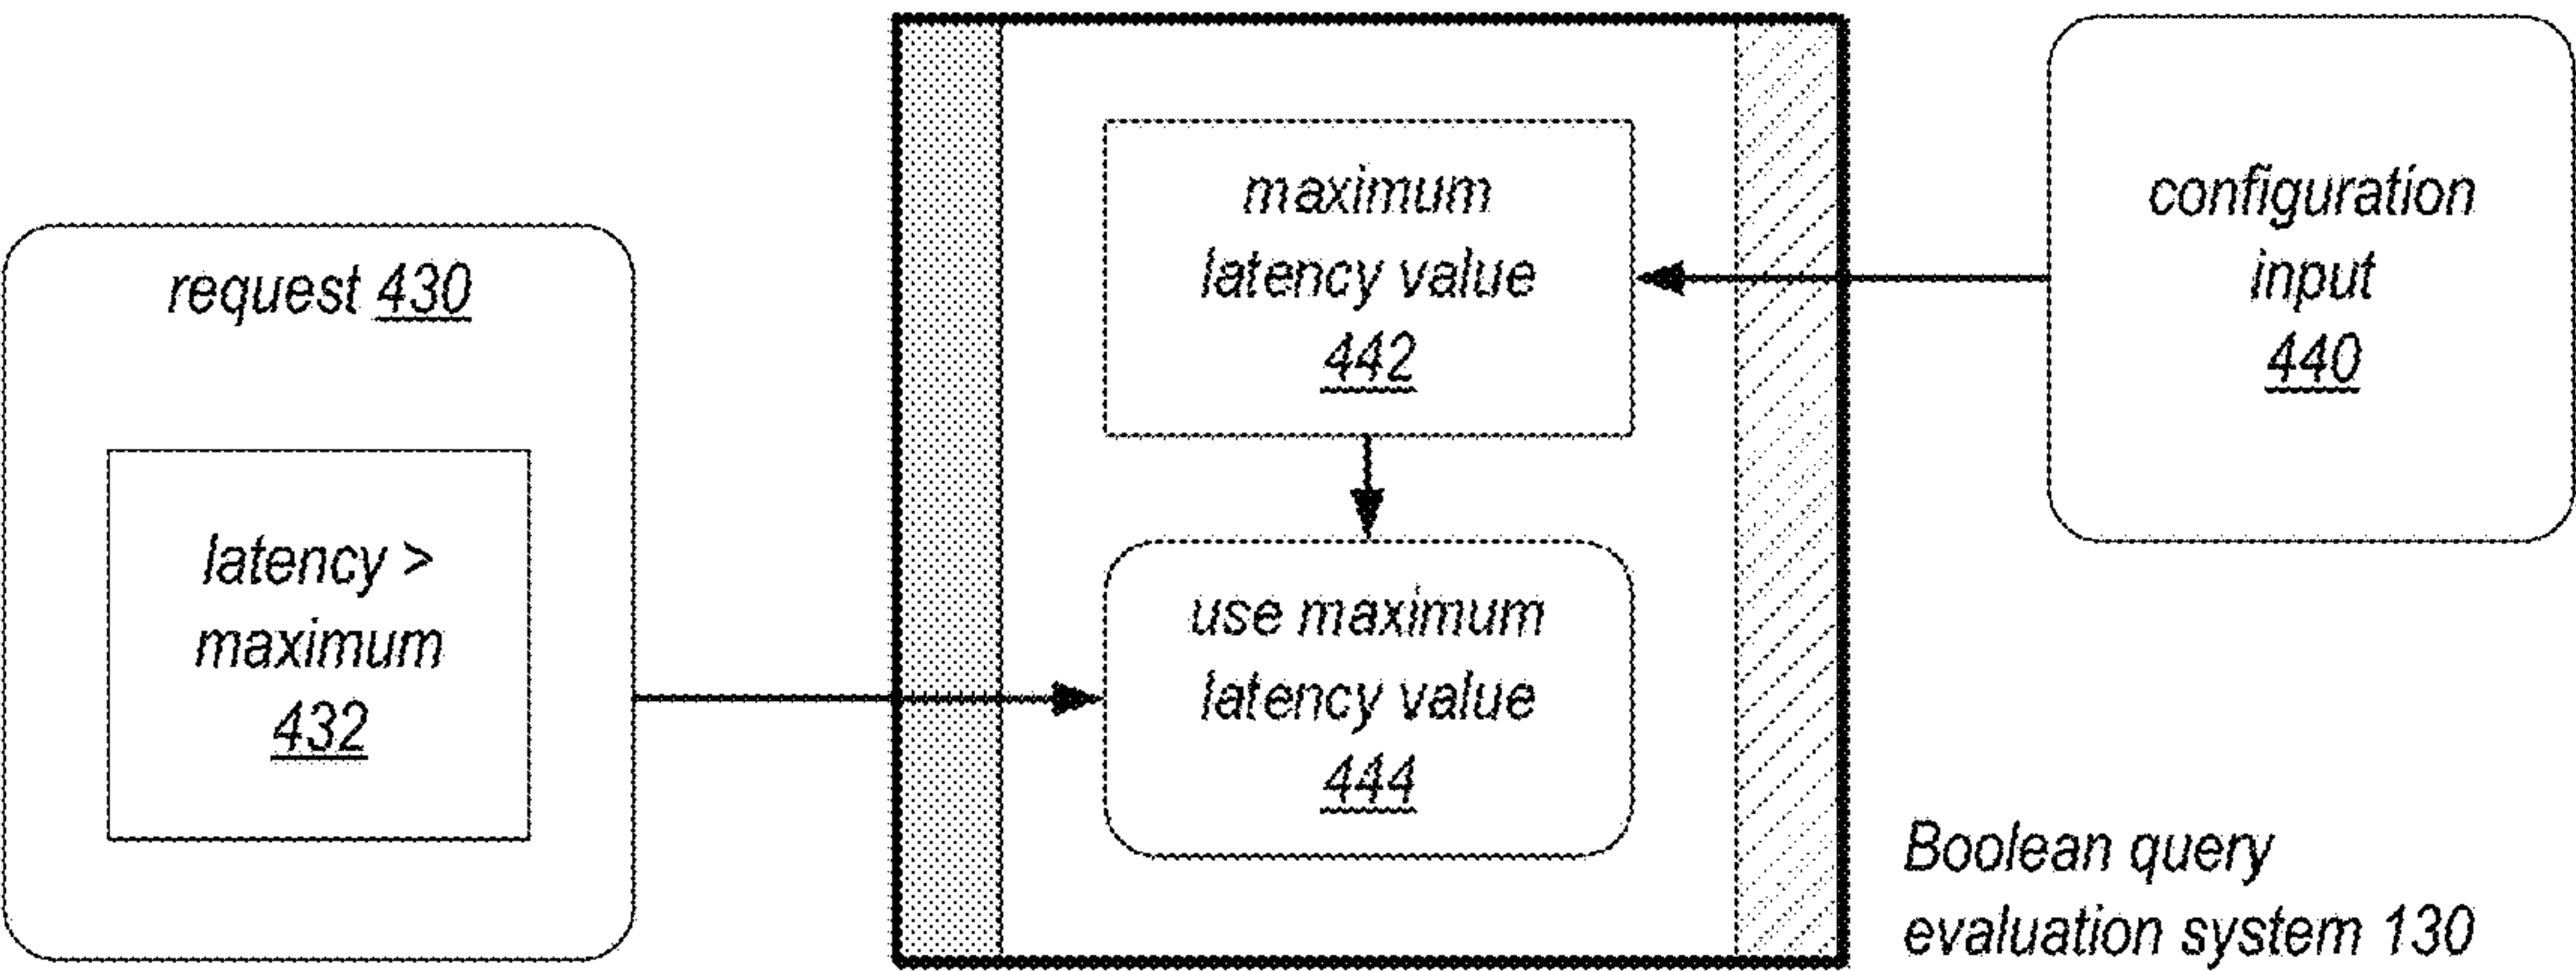 request 430
latency >
maximum
432
maximum
latency value
442
use maximum
latency value
444
configuration
input
440
Boolean query
evaluation system 130